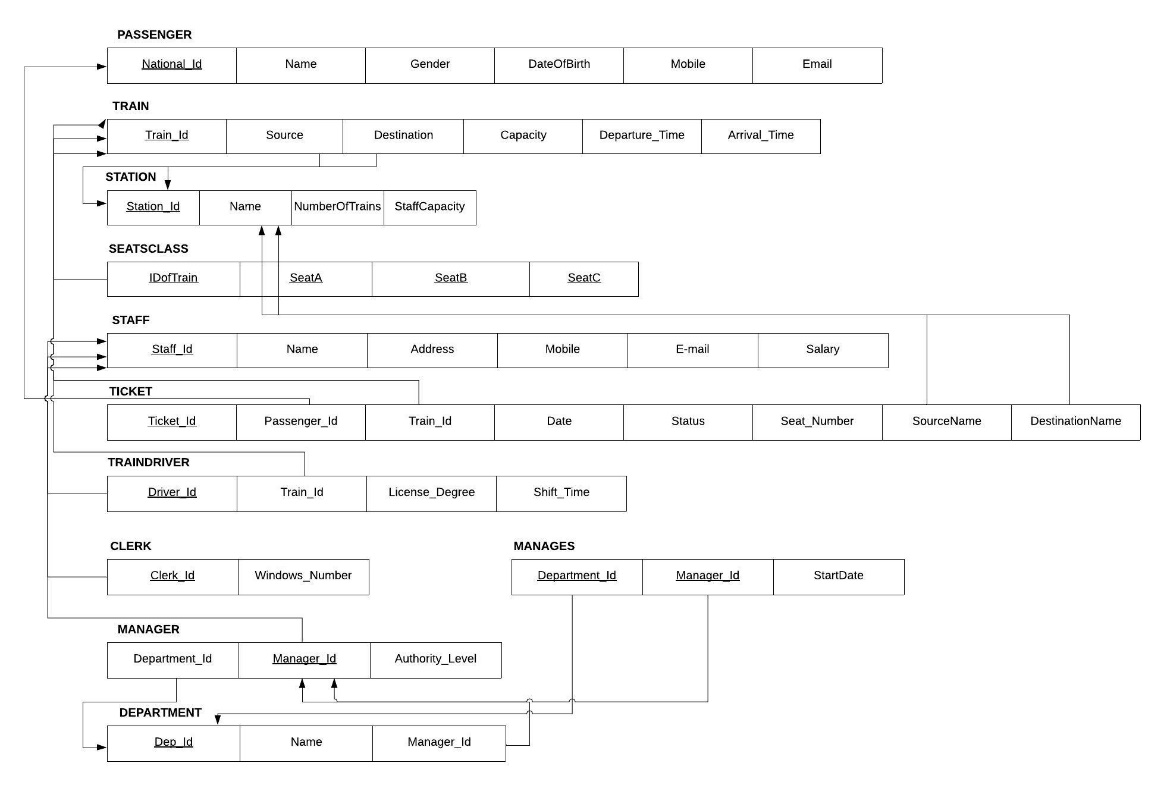 PASSENGER
National_Id Name Gender DateOfBirth Mobile Email
TRAIN
Train_Id Source Destination Capacity Departure_Time Arrival_Time
STATION
Station_Id Name NumberOfTrains StaffCapacity
SEATSCLASS
IDofTrain SeatA SeatB SeatC
STAFF
Staff_Id Name Address Mobile E-mail Salary
TICKET
Ticket_Id Passenger_Id Train_Id Date Status Seat_Number SourceName DestinationName
TRAINDRIVER
Driver_Id Train_Id License_Degree Shift_Time
CLERK
Clerk_Id Windows_Number
MANAGES
Department_Id Manager_Id StartDate
MANAGER
Department_Id Manager_Id Authority_Level
DEPARTMENT
Dep_Id Name Manager_Id